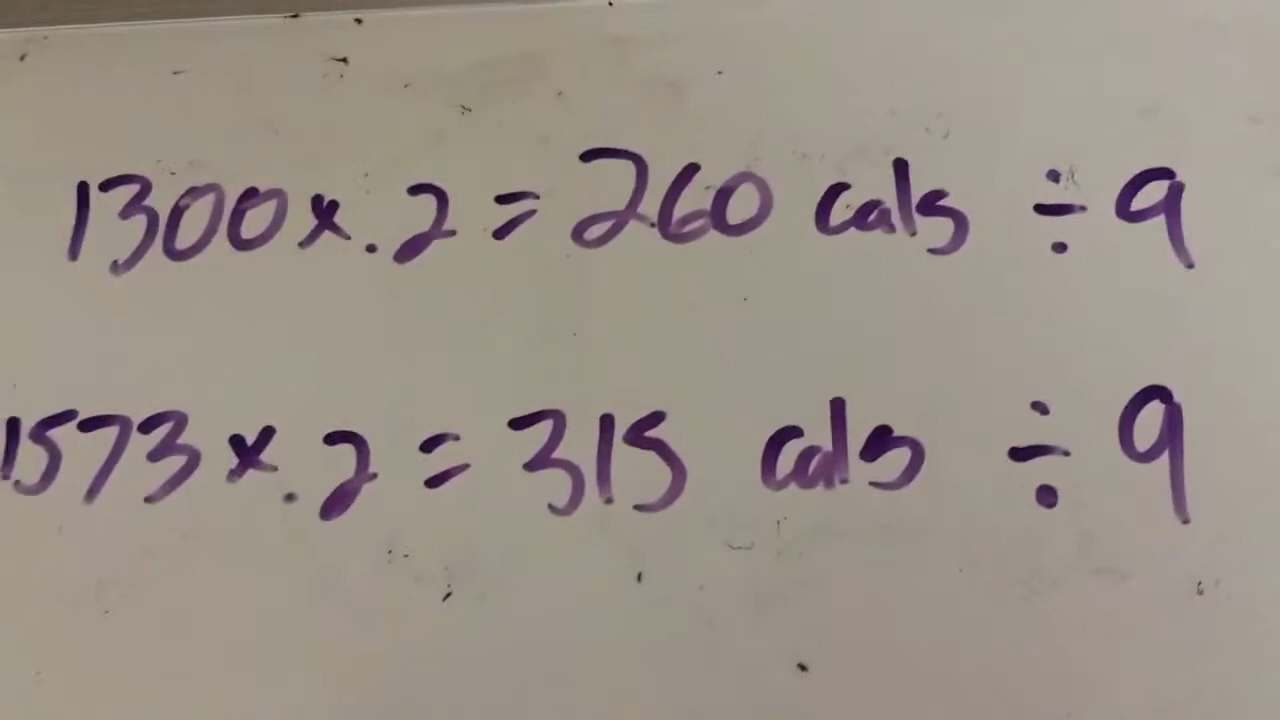 1300 x .2 = 260 cals ÷ 9
1573 x .2 = 315 cals ÷ 9